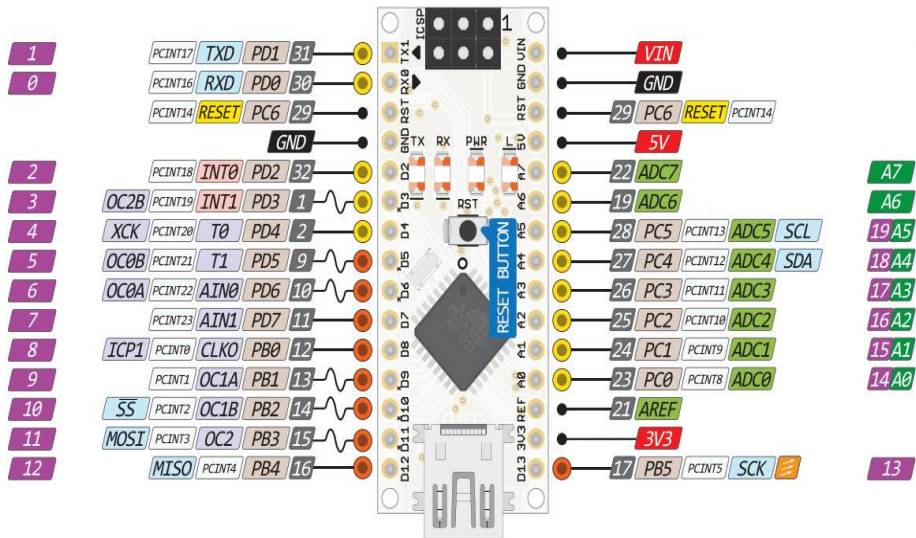 ICSP 1
1 PCINT17 TXD PD1 31 TX1 VIN VIN
0 PCINT16 RXD PD0 30 RX0 GND GND
PCINT14 RESET PC6 29 RST RST 29 PC6 RESET PCINT14
GND GND 5V 5V
TX RX PWR L
2 PCINT18 INT0 PD2 32 D2 A7 22 ADC7 A7
3 OC2B PCINT19 INT1 PD3 1 D3 A6 19 ADC6 A6
RST
4 XCK PCINT20 T0 PD4 2 D4 A5 28 PC5 PCINT13 ADC5 SCL 19 A5
RESET BUTTON
5 OC0B PCINT21 T1 PD5 9 D5 A4 27 PC4 PCINT12 ADC4 SDA 18 A4
6 OC0A PCINT22 AIN0 PD6 10 D6 A3 26 PC3 PCINT11 ADC3 17 A3
7 PCINT23 AIN1 PD7 11 D7 A2 25 PC2 PCINT10 ADC2 16 A2
8 ICP1 PCINT0 CLKO PB0 12 D8 A1 24 PC1 PCINT9 ADC1 15 A1
9 PCINT1 OC1A PB1 13 D9 A0 23 PC0 PCINT8 ADC0 14 A0
10 SS PCINT2 OC1B PB2 14 D10 REF 21 AREF
11 MOSI PCINT3 OC2 PB3 15 D11 3V3 3V3
12 MISO PCINT4 PB4 16 D12 D13 17 PB5 PCINT5 SCK 13